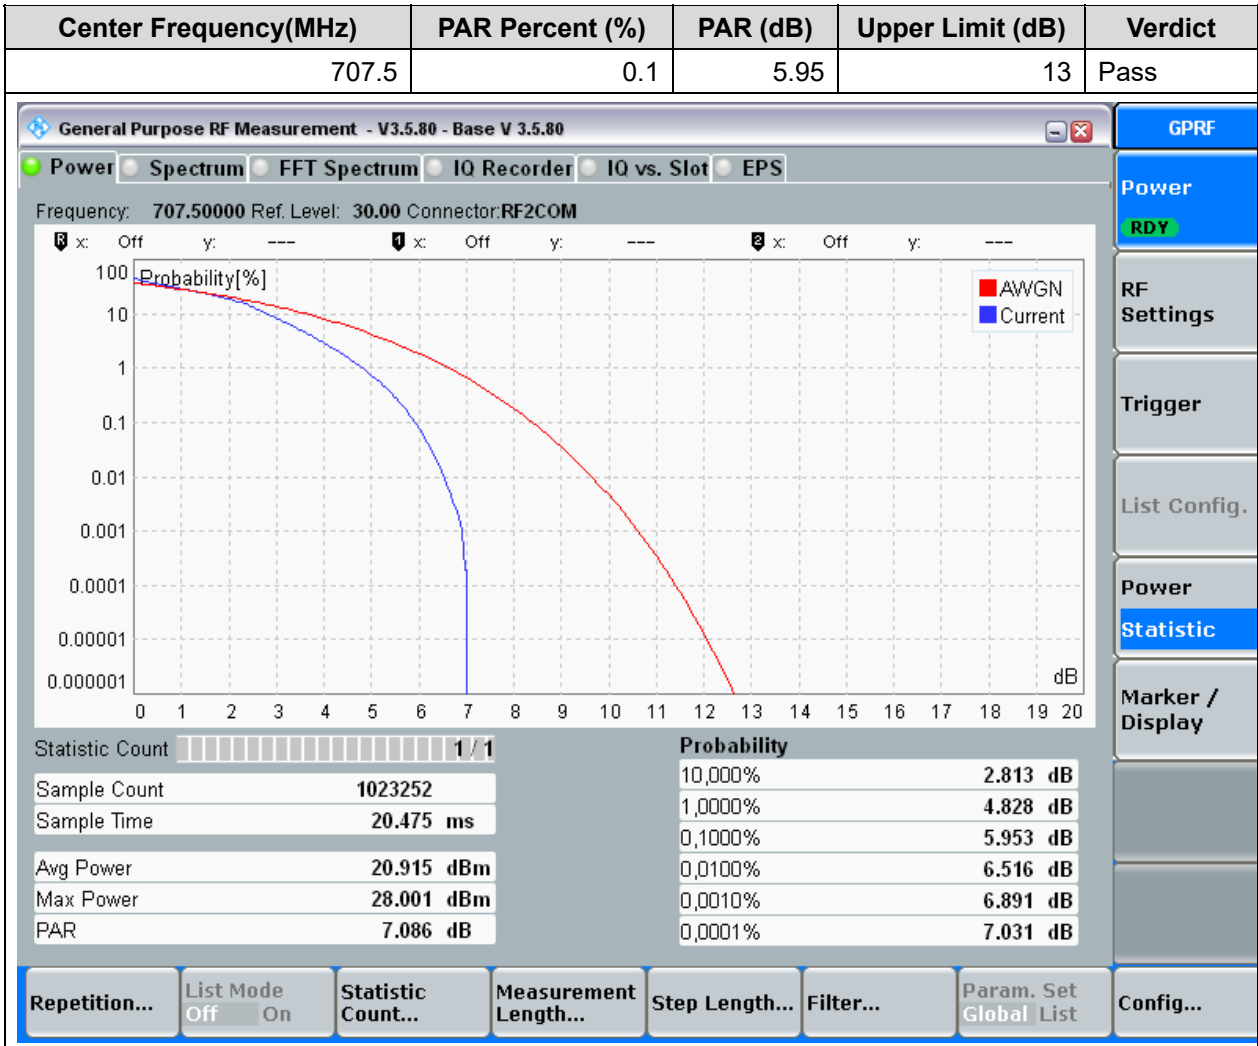 Center Frequency(MHz) PAR Percent (%) PAR (dB) Upper Limit (dB) Verdict
707.5 0.1 5.95 13 Pass
General Purpose RF Measurement - V3.5.80 - Base V 3.5.80
GPRF
Power Spectrum FFT Spectrum IQ Recorder IQ vs. Slot EPS
Frequency: 707.50000 Ref. Level: 30.00 Connector:RF2COM
R x: Off y: --- 1 x: Off y: --- 2 x: Off y: ---
Probability[%]
100
10
1
0.1
0.01
0.001
0.0001
0.00001
0.000001
AWGN
Current
dB
0 1 2 3 4 5 6 7 8 9 10 11 12 13 14 15 16 17 18 19 20
Statistic Count 1 / 1
Sample Count 1023252
Sample Time 20.475 ms
Avg Power 20.915 dBm
Max Power 28.001 dBm
PAR 7.086 dB
Probability
10,000% 2.813 dB
1,0000% 4.828 dB
0,1000% 5.953 dB
0,0100% 6.516 dB
0,0010% 6.891 dB
0,0001% 7.031 dB
Power
RDY
RF
Settings
Trigger
List Config.
Power
Statistic
Marker /
Display
Repetition...
List Mode
Off On
Statistic
Count...
Measurement
Length...
Step Length...
Filter...
Param. Set
Global List
Config...